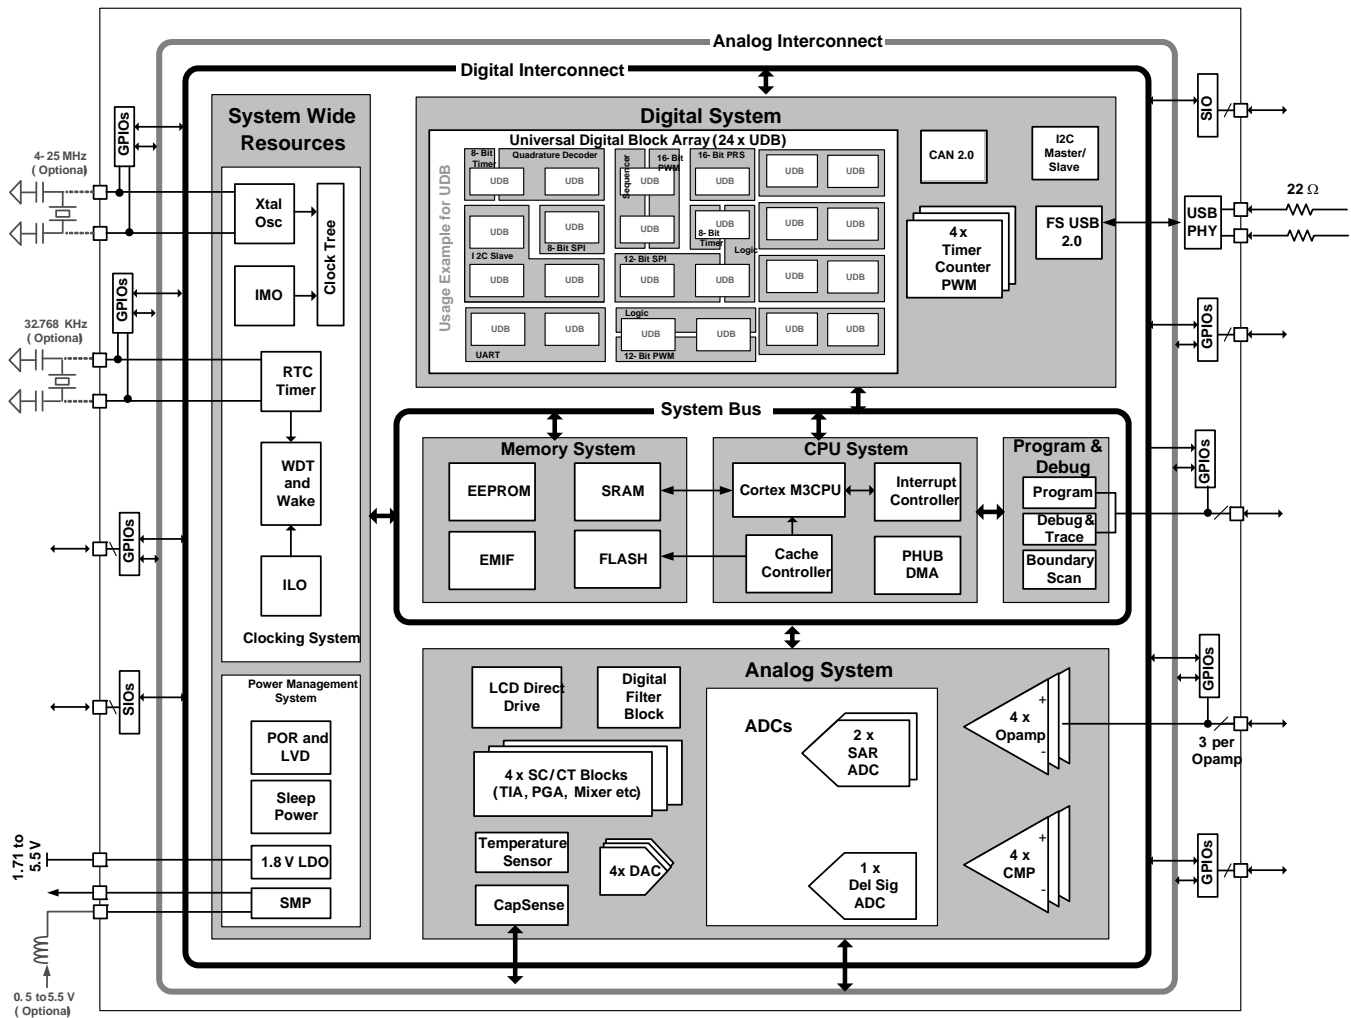 Analog Interconnect
Digital Interconnect
4- 25 MHz
( Optional)
GPIOs
32.768 KHz
( Optional)
GPIOs
GPIOs
SIOs
1.71 to
5.5V
0. 5 to 5.5 V
( Optional)
System Wide
Resources
Xtal
Osc
Clock Tree
IMO
RTC
Timer
WDT
and
Wake
ILO
Clocking System
Power Management
System
POR and
LVD
Sleep
Power
1.8 V LDO
SMP
Digital System
Universal Digital Block Array (24 x UDB)
Usage Example for UDB
8- Bit
Timer
Quadrature Decoder
Sequencer
16- Bit
PWM
16- Bit PRS
UDB
UDB
UDB
UDB
UDB
UDB
UDB
UDB
UDB
UDB
8- Bit
Timer
UDB
UDB
I 2C Slave
8- Bit SPI
12- Bit SPI
Logic
UDB
UDB
UDB
UDB
UDB
UDB
Logic
UDB
UDB
UDB
UDB
UDB
UDB
UART
12- Bit PWM
CAN 2.0
I2C
Master/
Slave
4 x
Timer
Counter
PWM
FS USB
2.0
System Bus
Memory System
EEPROM
SRAM
EMIF
FLASH
CPU System
Cortex M3CPU
Interrupt
Controller
Cache
Controller
PHUB
DMA
Program &
Debug
Program
Debug &
Trace
Boundary
Scan
Analog System
LCD Direct
Drive
Digital
Filter
Block
4 x SC/CT Blocks
(TIA, PGA, Mixer etc)
Temperature
Sensor
4x DAC
CapSense
ADCs
2 x
SAR
ADC
1 x
Del Sig
ADC
4 x
Opamp
+
-
4 x
CMP
+
-
SIO
USB
PHY
22 Ω
GPIOs
GPIOs
GPIOs
3 per
Opamp
GPIOs